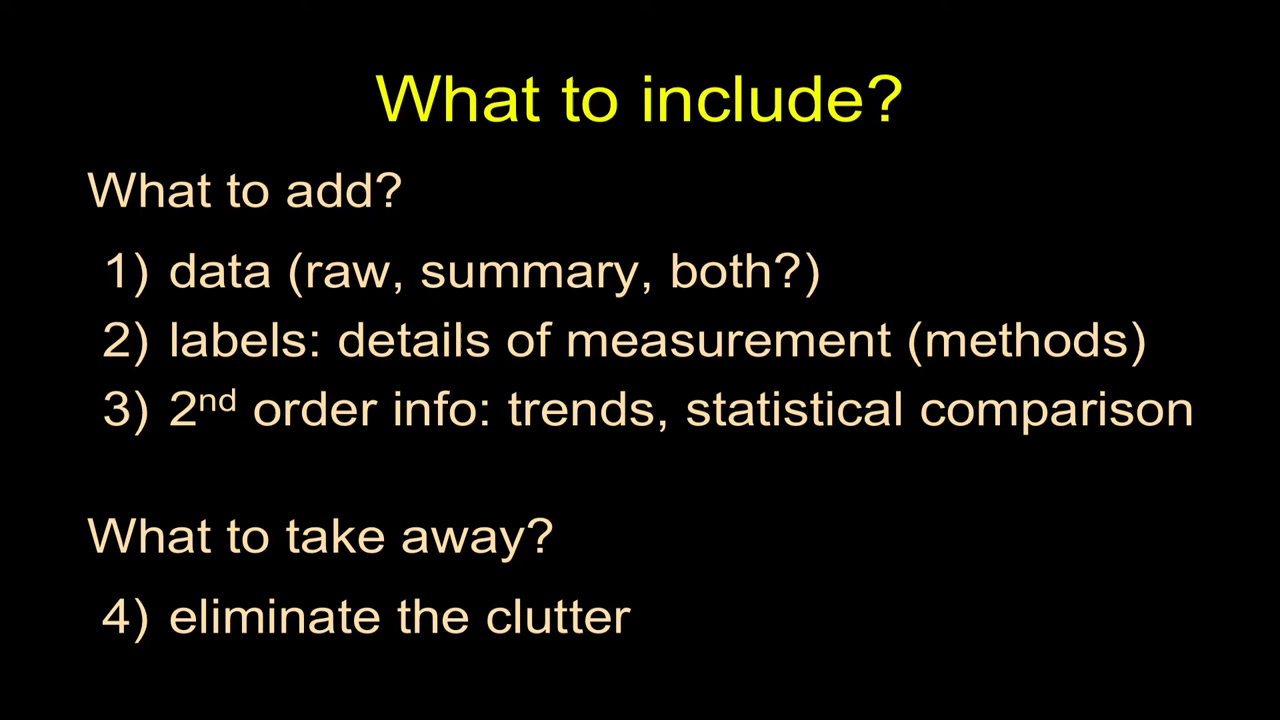 What to include?
What to add?
1) data (raw, summary, both?)
2) labels: details of measurement (methods)
3) 2nd order info: trends, statistical comparison
What to take away?
4) eliminate the clutter